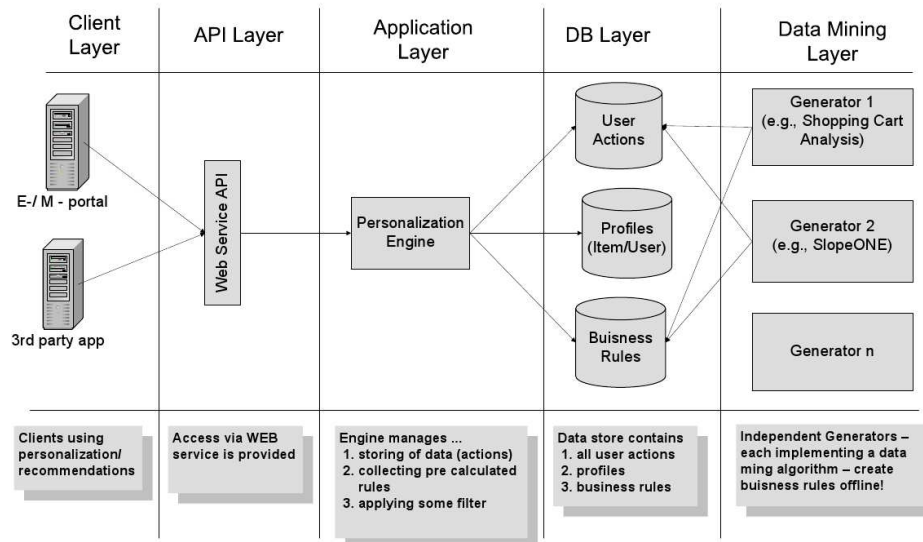 Client
Layer
API Layer
Application
Layer
DB Layer
Data Mining
Layer
E-/ M - portal
3rd party app
Web Service API
Personalization
Engine
User
Actions
Profiles
(Item/User)
Buisness
Rules
Generator 1
(e.g., Shopping Cart
Analysis)
Generator 2
(e.g., SlopeONE)
Generator n
Clients using
personalization/
recommendations
Access via WEB
service is provided
Engine manages ...
1. storing of data (actions)
2. collecting pre calculated
rules
3. applying some filter
Data store contains
1. all user actions
2. profiles
3. business rules
Independent Generators –
each implementing a data
ming algorithm – create
buisness rules offline!